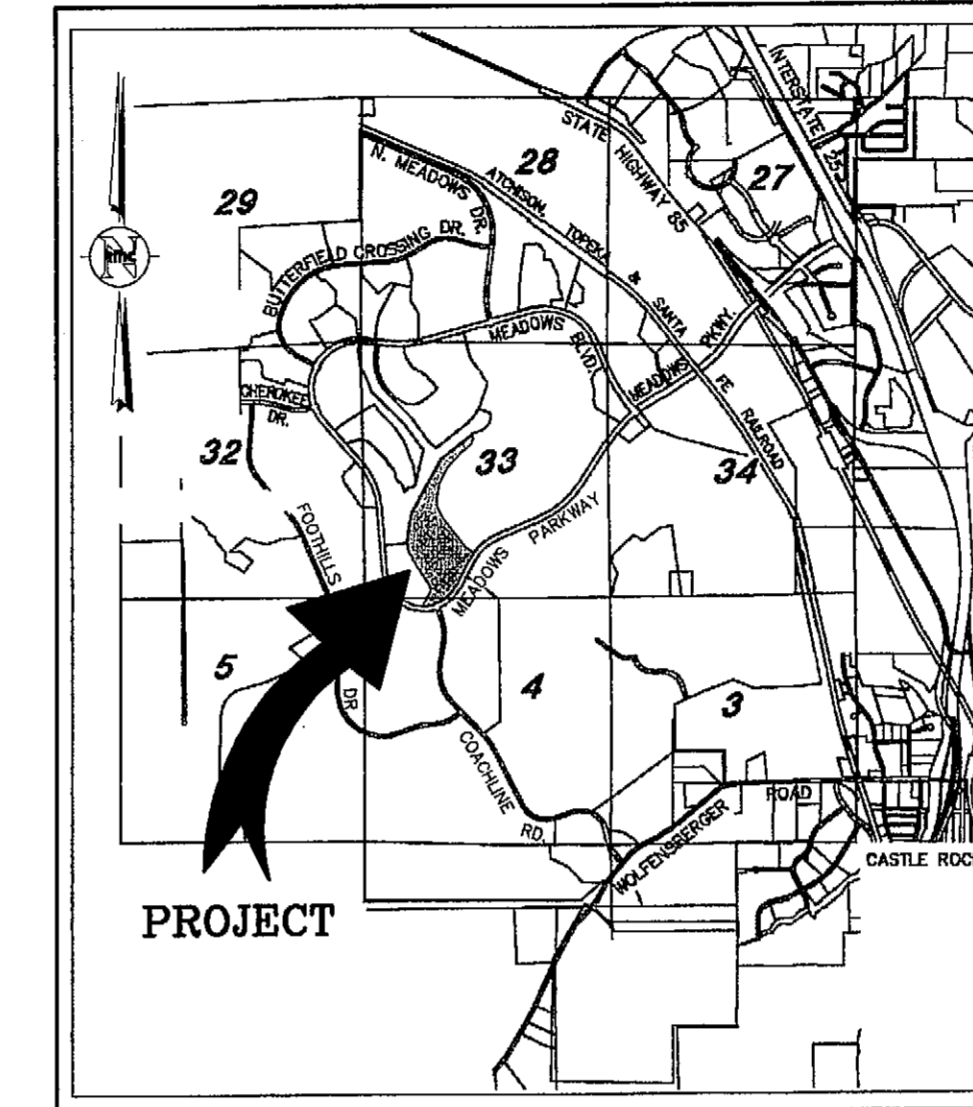 INTERSTATE 25
STATE HIGHWAY 85
28
27
N. MEADOWS DR.
ATCHISON, TOPEKA & SANTA FE RAILROAD
29
BUTTERFIELD CROSSING DR.
N
MEADOWS BLVD.
MEADOWS PKWY.
CHEROKEE DR.
32
33
34
FOOTHILLS DR
MEADOWS PARKWAY
5
4
3
COACHLINE RD.
WOLFENSBERGER ROAD
CASTLE ROC
PROJECT